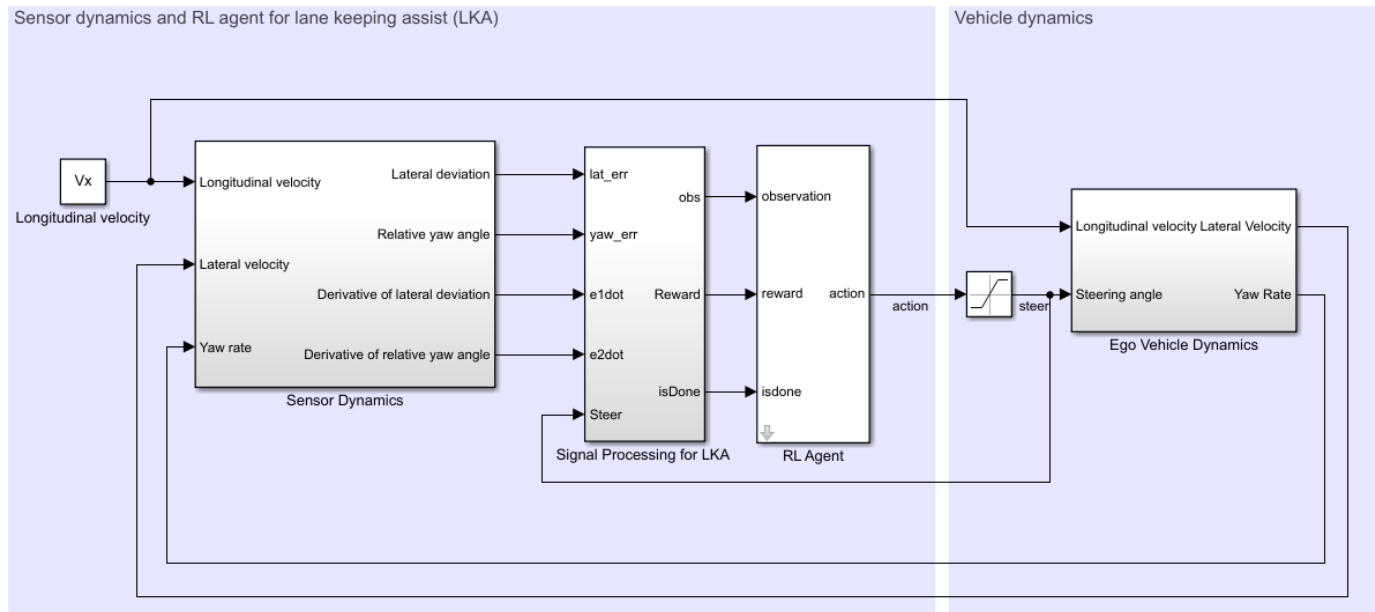 Sensor dynamics and RL agent for lane keeping assist (LKA)
Vehicle dynamics
Vx
Longitudinal velocity
Longitudinal velocity
Lateral velocity
Yaw rate
Lateral deviation
Relative yaw angle
Derivative of lateral deviation
Derivative of relative yaw angle
Sensor Dynamics
lat_err
yaw_err
e1dot
e2dot
Steer
obs
Reward
isDone
Signal Processing for LKA
observation
reward
isdone
action
RL Agent
action
steer
Longitudinal velocity
Steering angle
Lateral Velocity
Yaw Rate
Ego Vehicle Dynamics